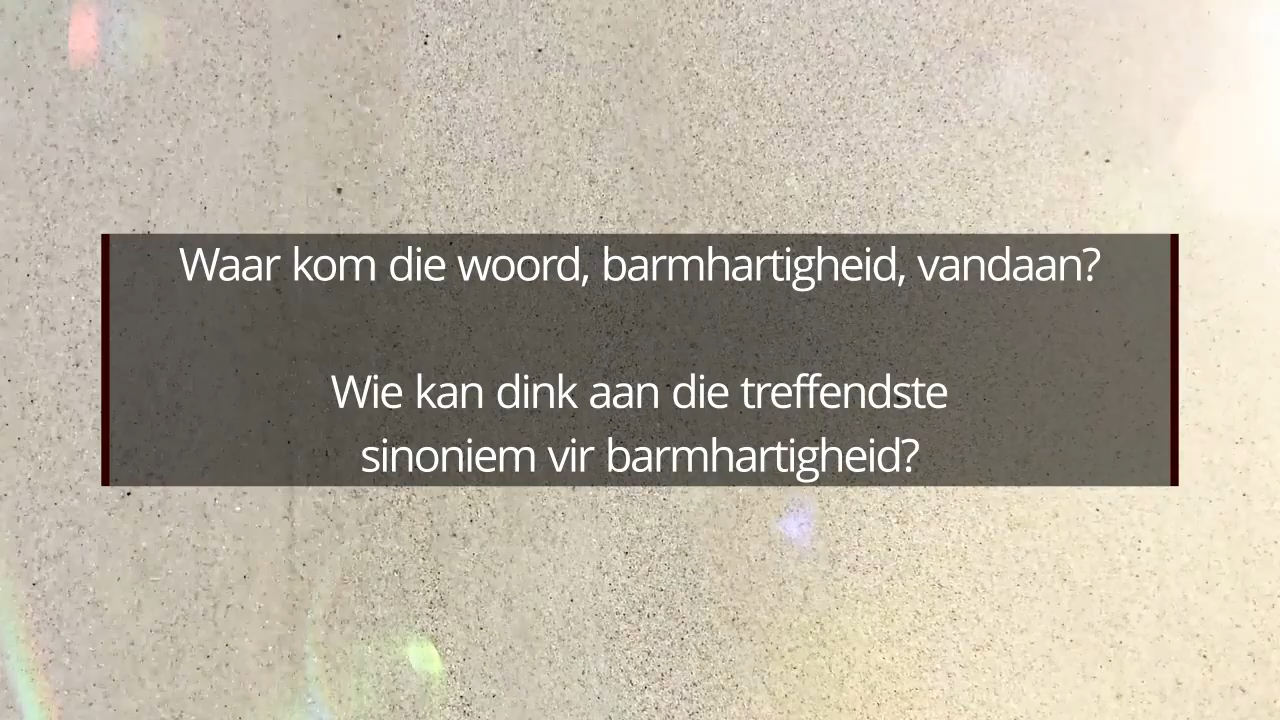 Waar kom die woord, barmhartigheid, vandaan?
Wie kan dink aan die treffendste
sinoniem vir barmhartigheid?